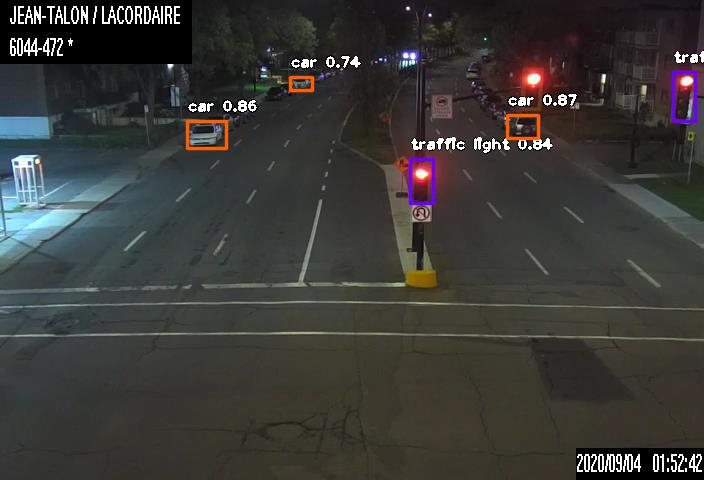 JEAN-TALON / LACORDAIRE
6044-472 *
car 0.74
traf
car 0.86
car 0.87
traffic light 0.84
2020/09/04 01:52:42